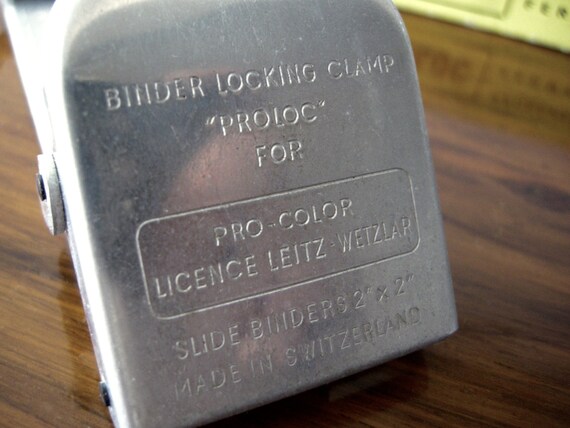 BINDER LOCKING CLAMP
"PROLOC"
FOR
PRO-COLOR
LICENCE LEITZ-WETZLAR
SLIDE BINDERS 2" x 2"
MADE IN SWITZERLAND